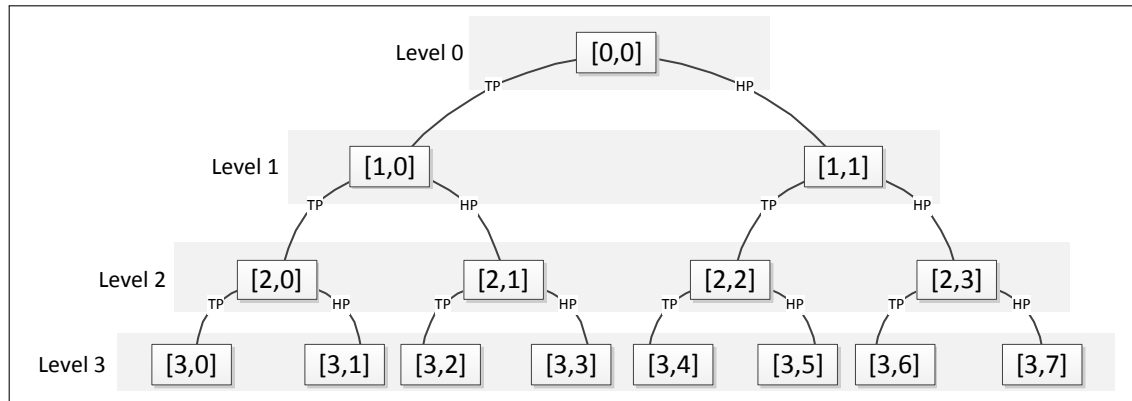 Level 0 [0,0]
TP HP
Level 1 [1,0] [1,1]
TP HP TP HP
Level 2 [2,0] [2,1] [2,2] [2,3]
TP HP TP HP TP HP TP HP
Level 3 [3,0] [3,1] [3,2] [3,3] [3,4] [3,5] [3,6] [3,7]